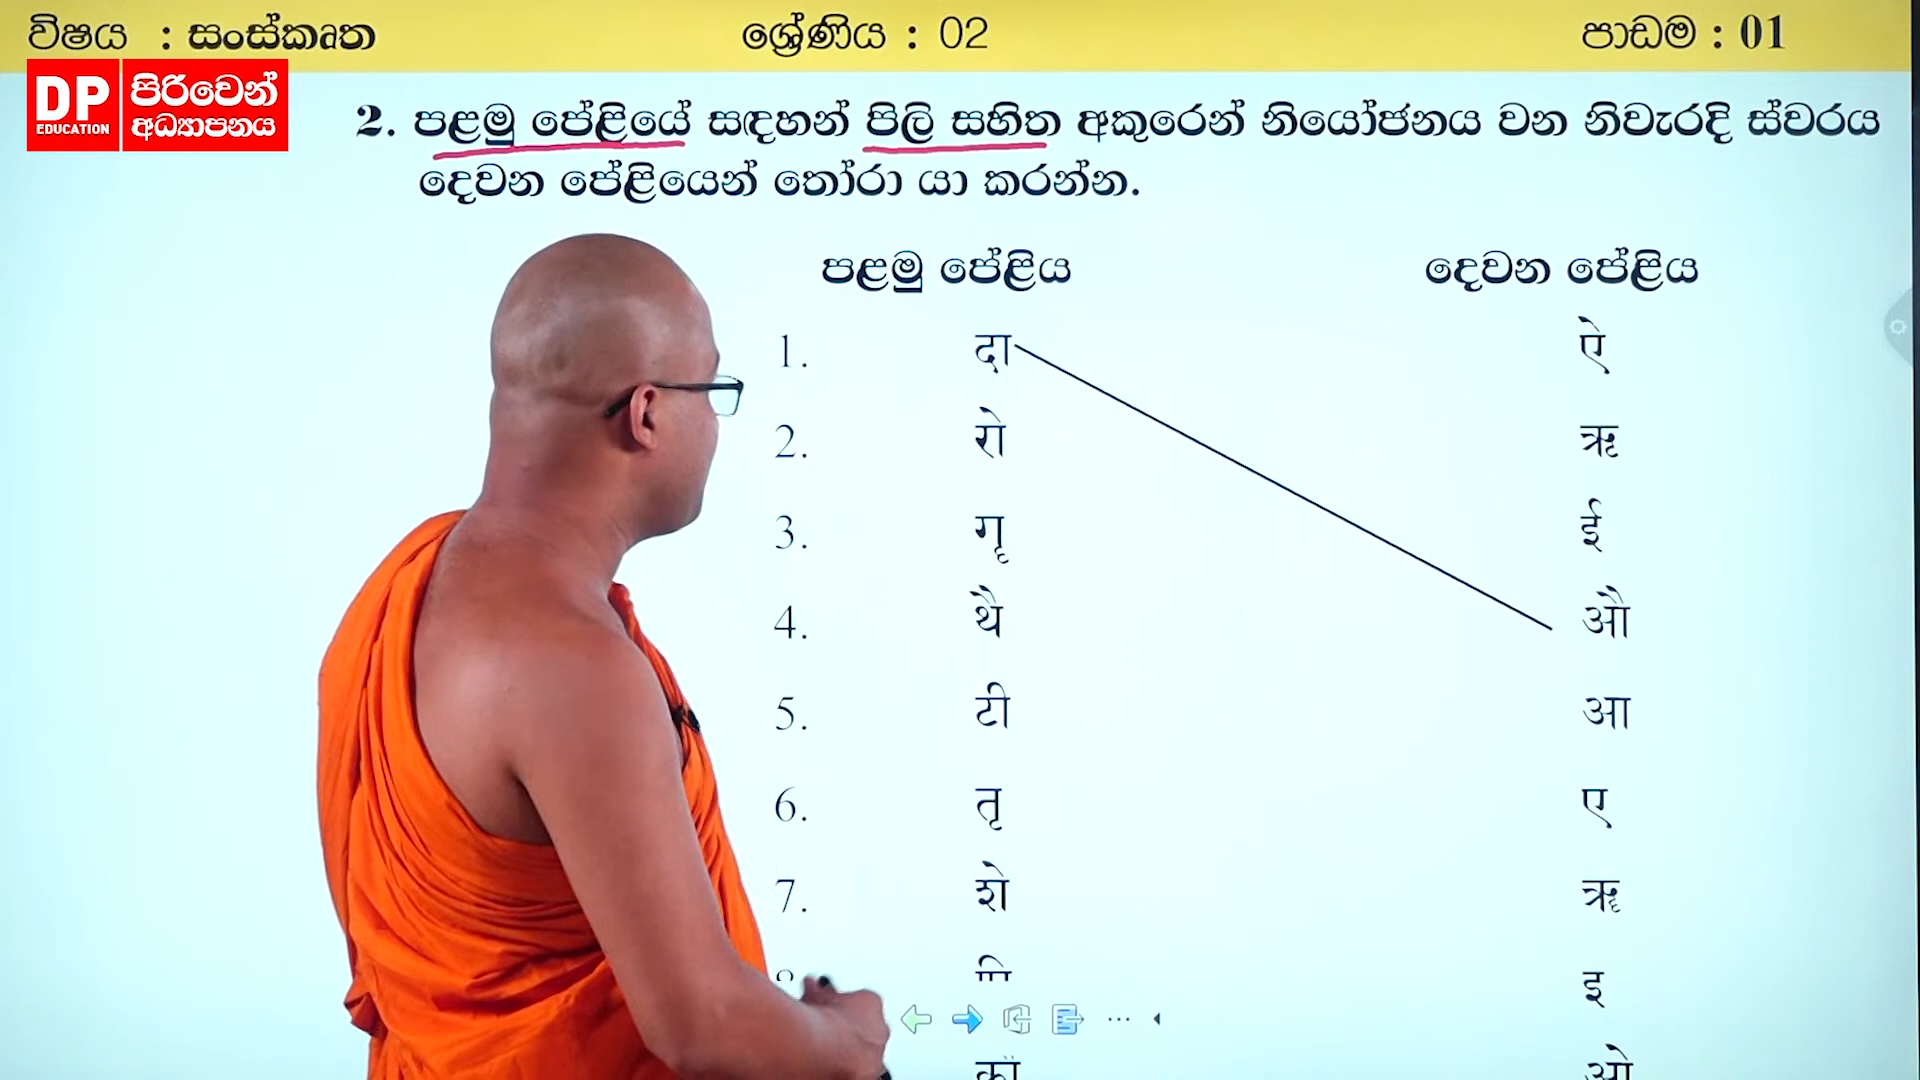 විෂය : සංස්කෘත ශ්‍රේණිය : 02 පාඩම : 01
DP EDUCATION පිරිවෙන් අධ්‍යාපනය
2. පළමු පේළියේ සඳහන් පිලි සහිත අකුරෙන් නියෝජනය වන නිවැරදි ස්වරය
දෙවන පේළියෙන් තෝරා යා කරන්න.
පළමු පේළිය දෙවන පේළිය
1. दा ऐ
2. रो ऋ
3. गॄ ई
4. थै औ
5. टी आ
6. तृ ए
7. शे ॠ
इ